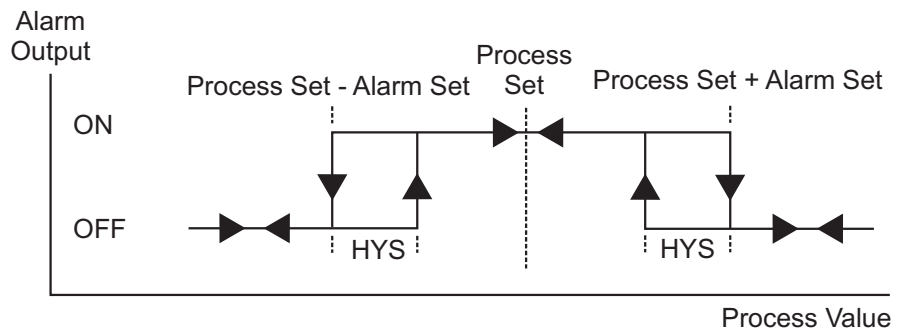 Alarm
Output
Process
Set
Process Set - Alarm Set
Process Set + Alarm Set
ON
OFF
HYS
HYS
Process Value